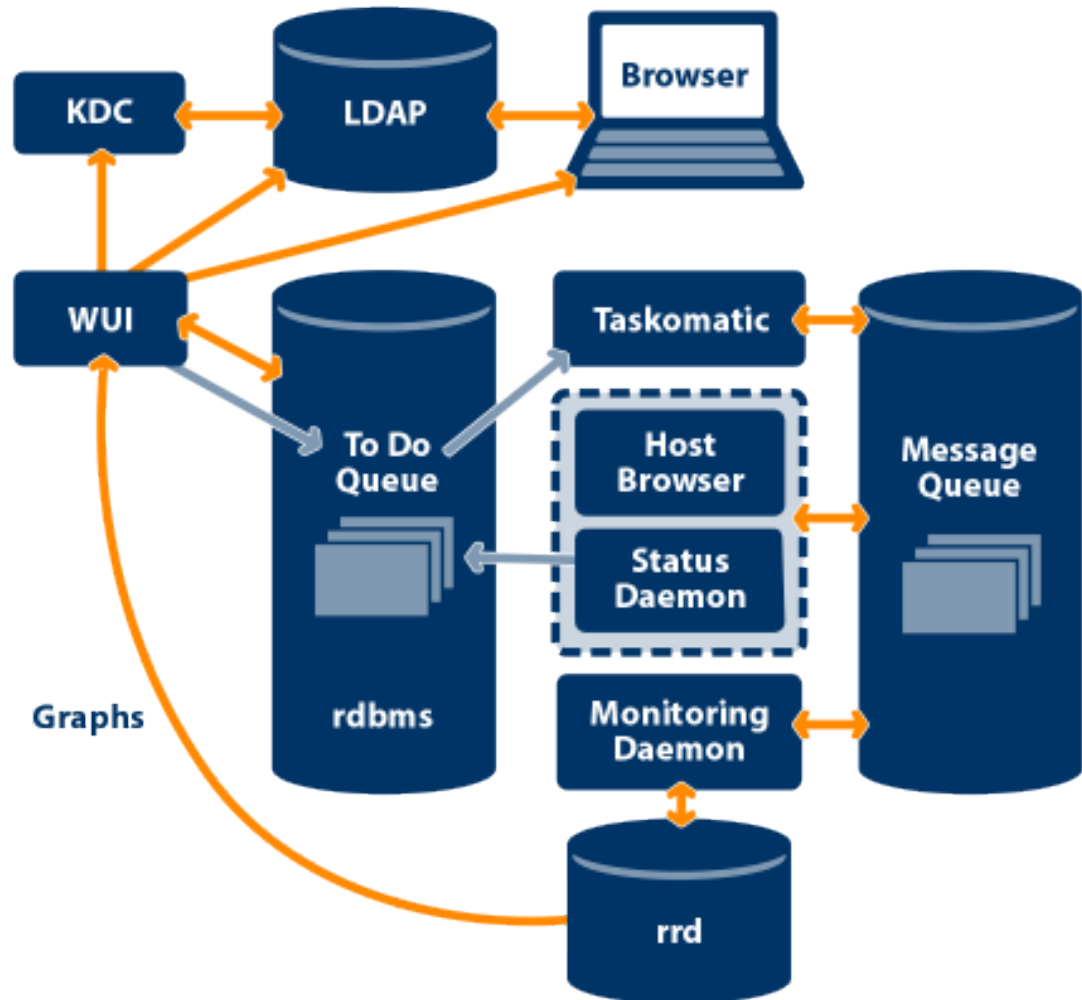 KDC
LDAP
Browser
WUI
Taskomatic
To Do
Queue
Host
Browser
Message
Queue
Status
Daemon
Graphs
rdbms
Monitoring
Daemon
rrd